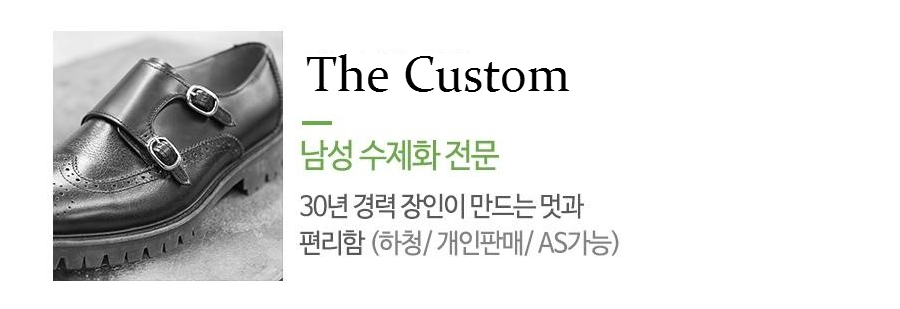 The Custom
남성 수제화 전문
30년 경력 장인이 만드는 멋과
편리함 (하청/ 개인판매/ AS가능)